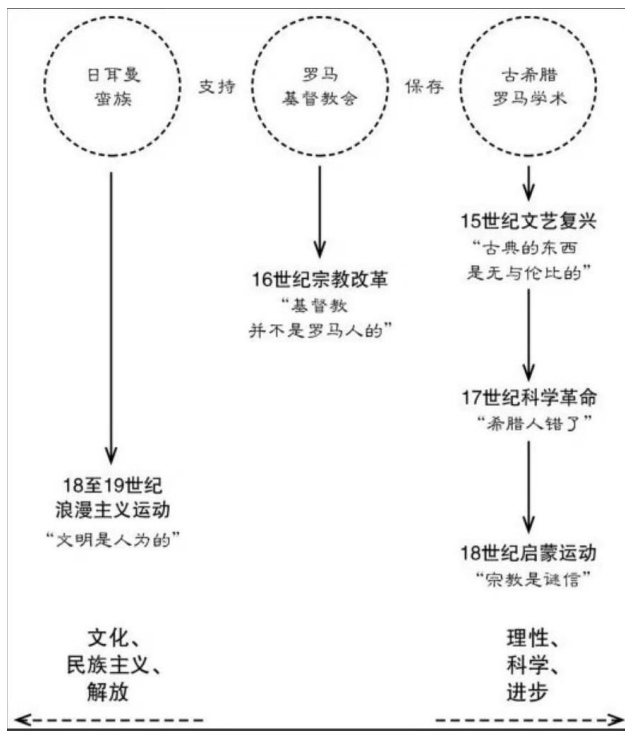 日耳曼
蛮族
支持
罗马
基督教会
保存
古希腊
罗马学术
15世纪文艺复兴
“古典的东西
是无与伦比的”
16世纪宗教改革
“基督教
并不是罗马人的”
17世纪科学革命
“希腊人错了”
18至19世纪
浪漫主义运动
“文明是人为的”
18世纪启蒙运动
“宗教是谜信”
文化、
民族主义、
解放
理性、
科学、
进步